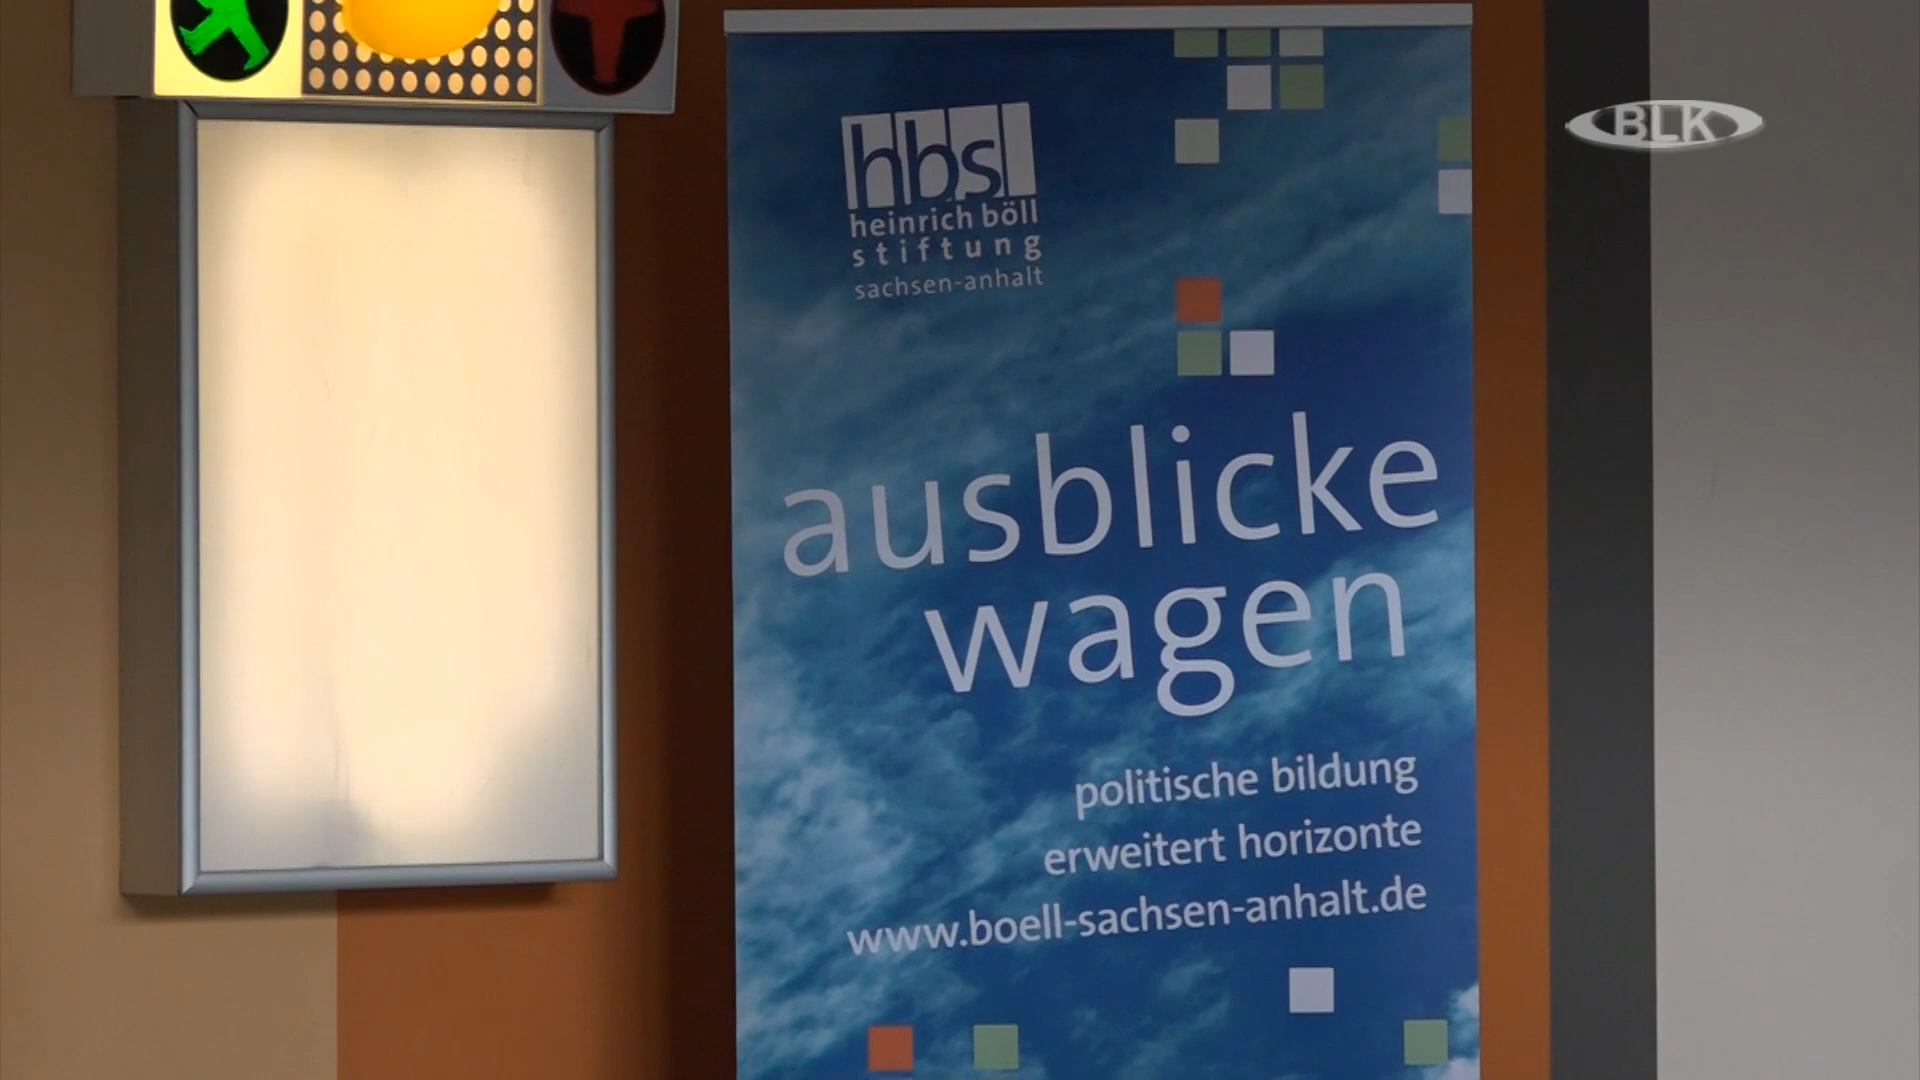 BLK
hbs
heinrich böll
stiftung
sachsen-anhalt
ausblicke
wagen
politische bildung
erweitert horizonte
www.boell-sachsen-anhalt.de